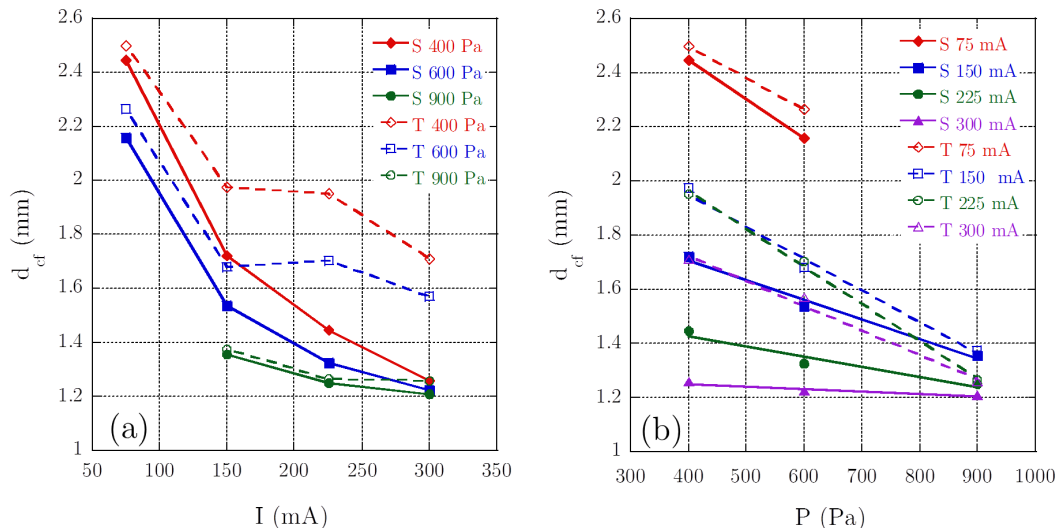 2.6
2.4
2.2
2
1.8
1.6
1.4
1.2
1
d cf (mm)
S 400 Pa
S 600 Pa
S 900 Pa
T 400 Pa
T 600 Pa
T 900 Pa
(a)
50 100 150 200 250 300 350
I (mA)
2.6
2.4
2.2
2
1.8
1.6
1.4
1.2
1
d cf (mm)
S 75 mA
S 150 mA
S 225 mA
S 300 mA
T 75 mA
T 150 mA
T 225 mA
T 300 mA
(b)
300 400 500 600 700 800 900 1000
P (Pa)